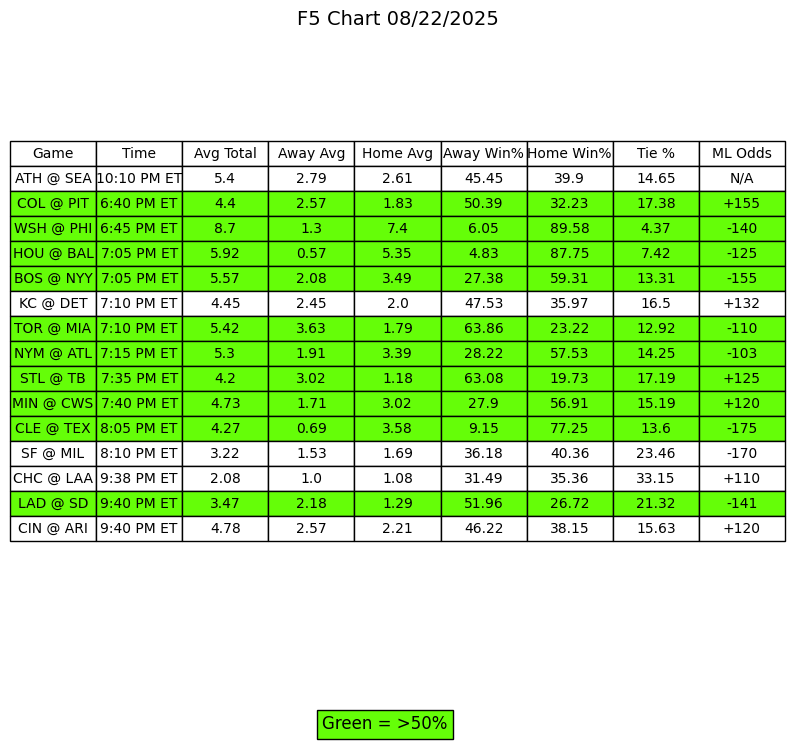 F5 Chart 08/22/2025
Game Time Avg Total Away Avg Home Avg Away Win% Home Win% Tie % ML Odds
ATH @ SEA 10:10 PM ET 5.4 2.79 2.61 45.45 39.9 14.65 N/A
COL @ PIT 6:40 PM ET 4.4 2.57 1.83 50.39 32.23 17.38 +155
WSH @ PHI 6:45 PM ET 8.7 1.3 7.4 6.05 89.58 4.37 -140
HOU @ BAL 7:05 PM ET 5.92 0.57 5.35 4.83 87.75 7.42 -125
BOS @ NYY 7:05 PM ET 5.57 2.08 3.49 27.38 59.31 13.31 -155
KC @ DET 7:10 PM ET 4.45 2.45 2.0 47.53 35.97 16.5 +132
TOR @ MIA 7:10 PM ET 5.42 3.63 1.79 63.86 23.22 12.92 -110
NYM @ ATL 7:15 PM ET 5.3 1.91 3.39 28.22 57.53 14.25 -103
STL @ TB 7:35 PM ET 4.2 3.02 1.18 63.08 19.73 17.19 +125
MIN @ CWS 7:40 PM ET 4.73 1.71 3.02 27.9 56.91 15.19 +120
CLE @ TEX 8:05 PM ET 4.27 0.69 3.58 9.15 77.25 13.6 -175
SF @ MIL 8:10 PM ET 3.22 1.53 1.69 36.18 40.36 23.46 -170
CHC @ LAA 9:38 PM ET 2.08 1.0 1.08 31.49 35.36 33.15 +110
LAD @ SD 9:40 PM ET 3.47 2.18 1.29 51.96 26.72 21.32 -141
CIN @ ARI 9:40 PM ET 4.78 2.57 2.21 46.22 38.15 15.63 +120
Green = >50%